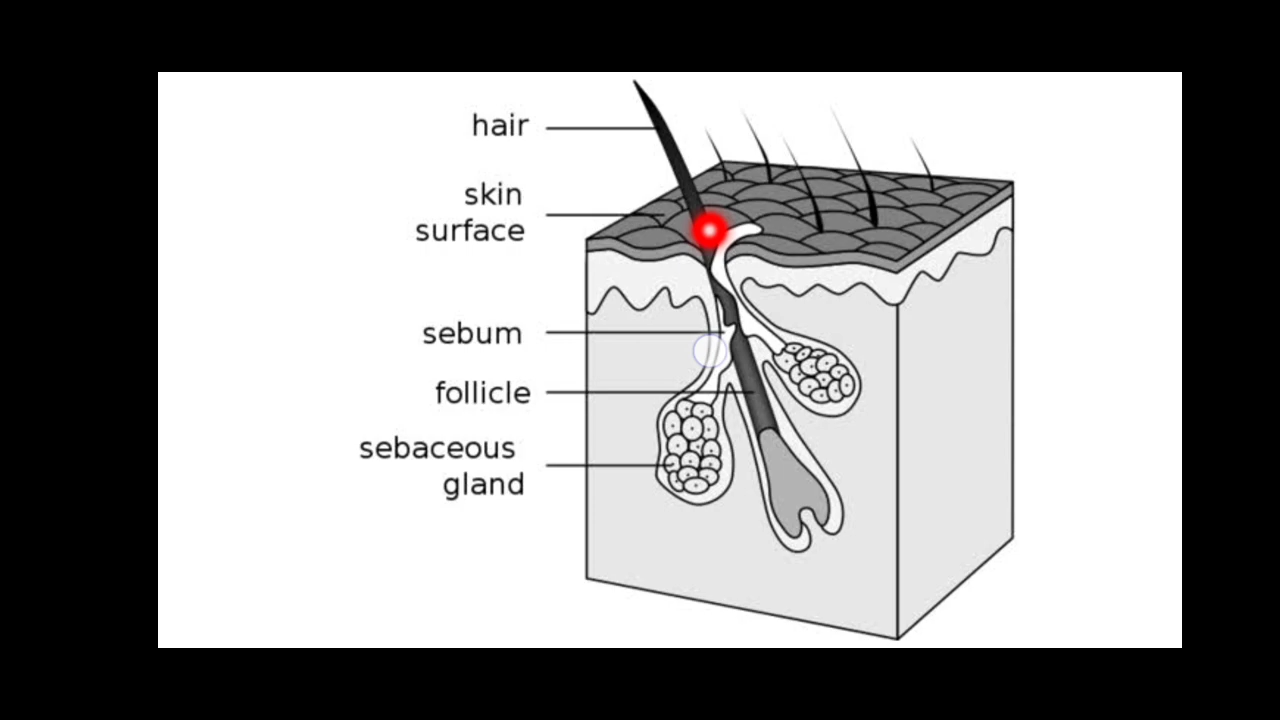 hair
skin
surface
sebum
follicle
sebaceous
gland